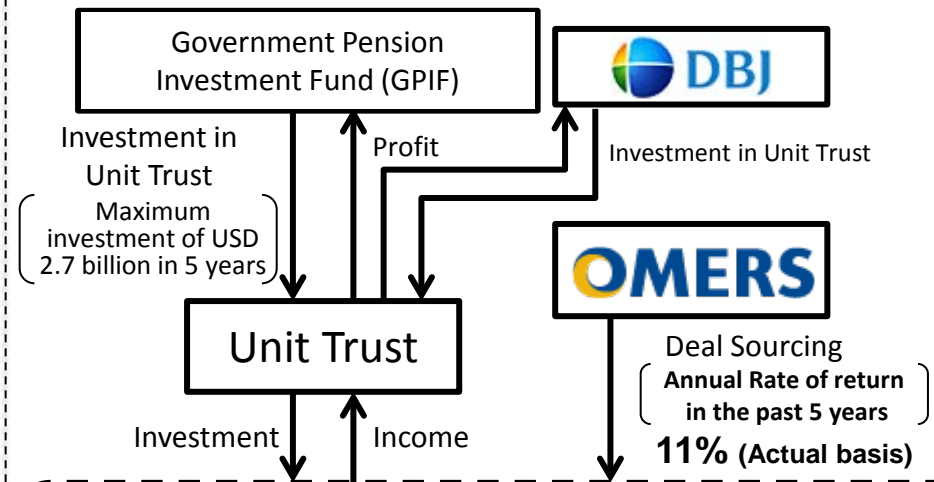 Government Pension
Investment Fund (GPIF)
DBJ
Investment in
Unit Trust
Maximum
investment of USD
2.7 billion in 5 years
Profit
Investment in Unit Trust
OMERS
Unit Trust
Deal Sourcing
Annual Rate of return
in the past 5 years
11% (Actual basis)
Investment
Income